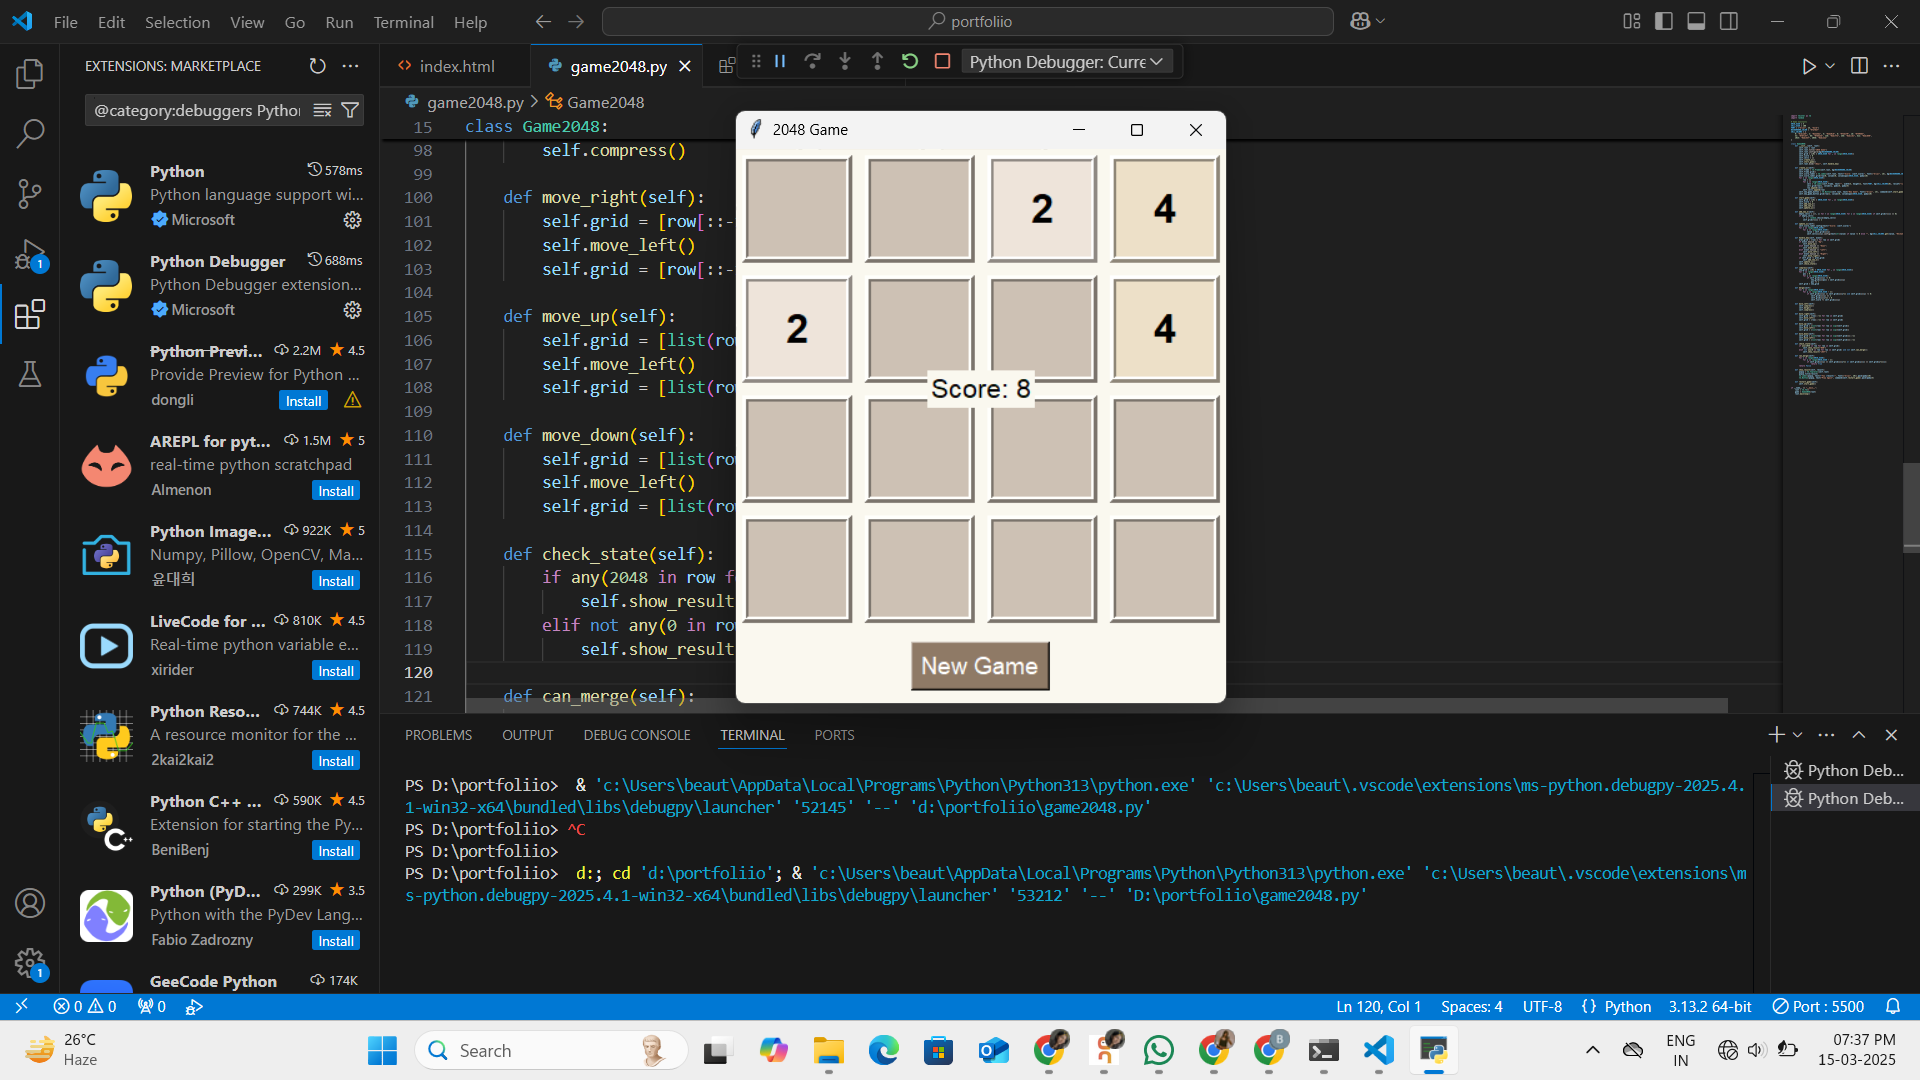 File Edit Selection View Go Run Terminal Help
portfoliio
EXTENSIONS: MARKETPLACE
index.html
game2048.py
Python Debugger: Curre
@category:debuggers Pytho
game2048.py > Game2048
Python 578ms
Python language support wi...
Microsoft
Python Debugger 688ms
Python Debugger extension...
Microsoft
Python Previ... 2.2M 4.5
Provide Preview for Python ...
dongli Install
AREPL for pyt... 1.5M 5
real-time python scratchpad
Almenon Install
Python Image... 922K 5
Numpy, Pillow, OpenCV, Ma...
윤대희 Install
LiveCode for ... 810K 4.5
Real-time python variable e...
xirider Install
Python Reso... 744K 4.5
A resource monitor for the ...
2kai2kai2 Install
Python C++ ... 590K 4.5
Extension for starting the Py...
BeniBenj Install
Python (PyD... 299K 3.5
Python with the PyDev Lang...
Fabio Zadrozny Install
GeeCode Python 174K
1
1
15 class Game2048:
98 self.compress()
99
100 def move_right(self):
101 self.grid = [row[::-
102 self.move_left()
103 self.grid = [row[::-
104
105 def move_up(self):
106 self.grid = [list(ro
107 self.move_left()
108 self.grid = [list(ro
109
110 def move_down(self):
111 self.grid = [list(ro
112 self.move_left()
113 self.grid = [list(ro
114
115 def check_state(self):
116 if any(2048 in row f
117 self.show_result
118 elif not any(0 in ro
119 self.show_result
120
121 def can_merge(self):
2048 Game
2 4
2 4
Score: 8
New Game
PROBLEMS OUTPUT DEBUG CONSOLE TERMINAL PORTS
PS D:\portfoliio> & 'c:\Users\beaut\AppData\Local\Programs\Python\Python313\python.exe' 'c:\Users\beaut\.vscode\extensions\ms-python.debugpy-2025.4.
1-win32-x64\bundled\libs\debugpy\launcher' '52145' '--' 'd:\portfoliio\game2048.py'
PS D:\portfoliio> ^C
PS D:\portfoliio>
PS D:\portfoliio> d:; cd 'd:\portfoliio'; & 'c:\Users\beaut\AppData\Local\Programs\Python\Python313\python.exe' 'c:\Users\beaut\.vscode\extensions\m
s-python.debugpy-2025.4.1-win32-x64\bundled\libs\debugpy\launcher' '53212' '--' 'D:\portfoliio\game2048.py'
Python Deb...
Python Deb...
0 0 0
Ln 120, Col 1 Spaces: 4 UTF-8 {} Python 3.13.2 64-bit Port : 5500
26°C
Haze
Search
B
ENG
IN
07:37 PM
15-03-2025